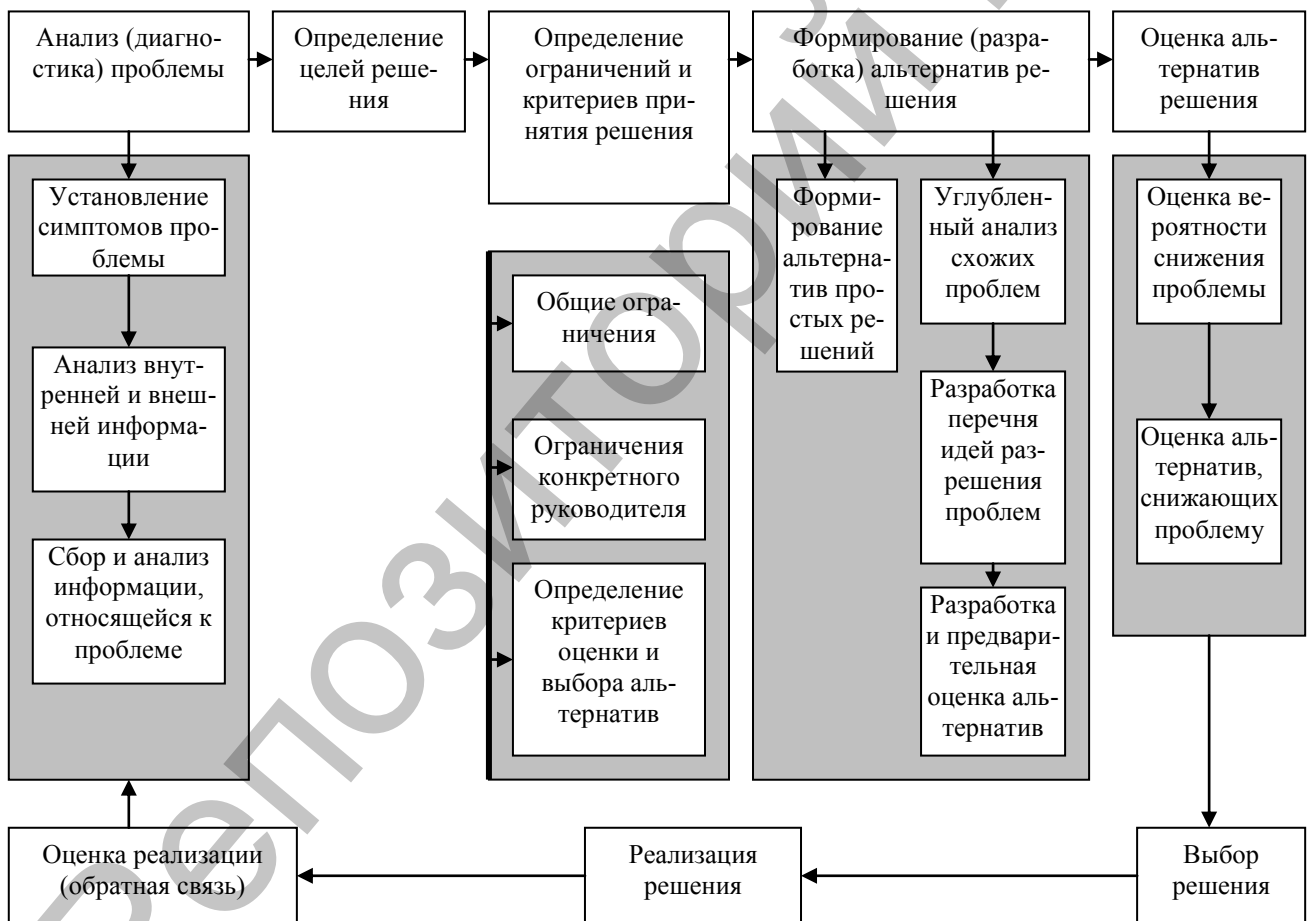 Анализ (диагно-
стика) проблемы
Определение
целей реше-
ния
Определение
ограничений и
критериев при-
нятия решения
Формирование (разра-
ботка) альтернатив ре-
шения
Оценка аль-
тернатив
решения
Установление
симптомов про-
блемы
Анализ внут-
ренней и внеш-
ней информа-
ции
Сбор и анализ
информации,
относящейся к
проблеме
Общие огра-
ничения
Ограничения
конкретного
руководителя
Определение
критериев
оценки и
выбора аль-
тернатив
Форми-
рование
альтерна-
тив про-
стых ре-
шений
Углублен-
ный анализ
схожих
проблем
Разработка
перечня
идей раз-
решения
проблем
Разработка
и предвари-
тельная
оценка аль-
тернатив
Оценка ве-
роятности
снижения
проблемы
Оценка аль-
тернатив,
снижающих
проблему
Оценка реализации
(обратная связь)
Реализация
решения
Выбор
решения
Репозиторий